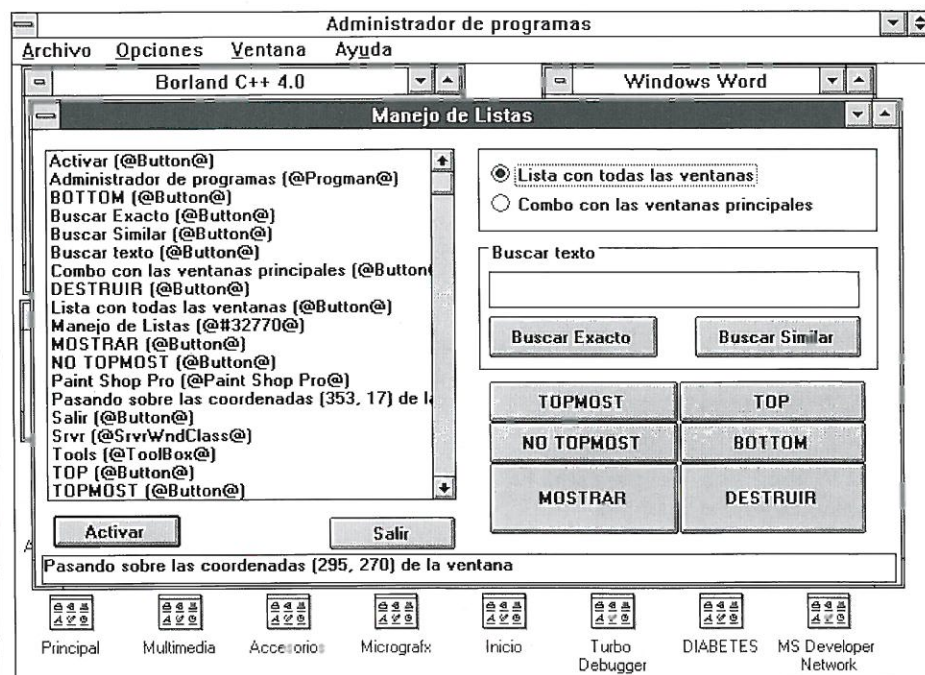 Administrador de programas
Archivo Opciones Ventana Ayuda
Borland C++ 4.0
Windows Word
Manejo de Listas
Activar (@Button@)
Administrador de programas (@Progman@)
BOTTOM (@Button@)
Buscar Exacto (@Button@)
Buscar Similar (@Button@)
Buscar texto (@Button@)
Combo con las ventanas principales (@Button(
DESTRUIR (@Button@)
Lista con todas las ventanas (@Button@)
Manejo de Listas (@#32770@)
MOSTRAR (@Button@)
NO TOPMOST (@Button@)
Paint Shop Pro (@Paint Shop Pro@)
Pasando sobre las coordenadas (353, 17) de la
Salir (@Button@)
Srvr (@SrvrWndClass@)
Tools (@ToolBox@)
TOP (@Button@)
TOPMOST (@Button@)
Activar
Salir
Lista con todas las ventanas
Combo con las ventanas principales
Buscar texto
Buscar Exacto
Buscar Similar
TOPMOST
TOP
NO TOPMOST
BOTTOM
MOSTRAR
DESTRUIR
Pasando sobre las coordenadas (295, 270) de la ventana
Principal
Multimedia
Accesorios
Micrografx
Inicio
Turbo
Debugger
DIABETES
MS Developer
Network